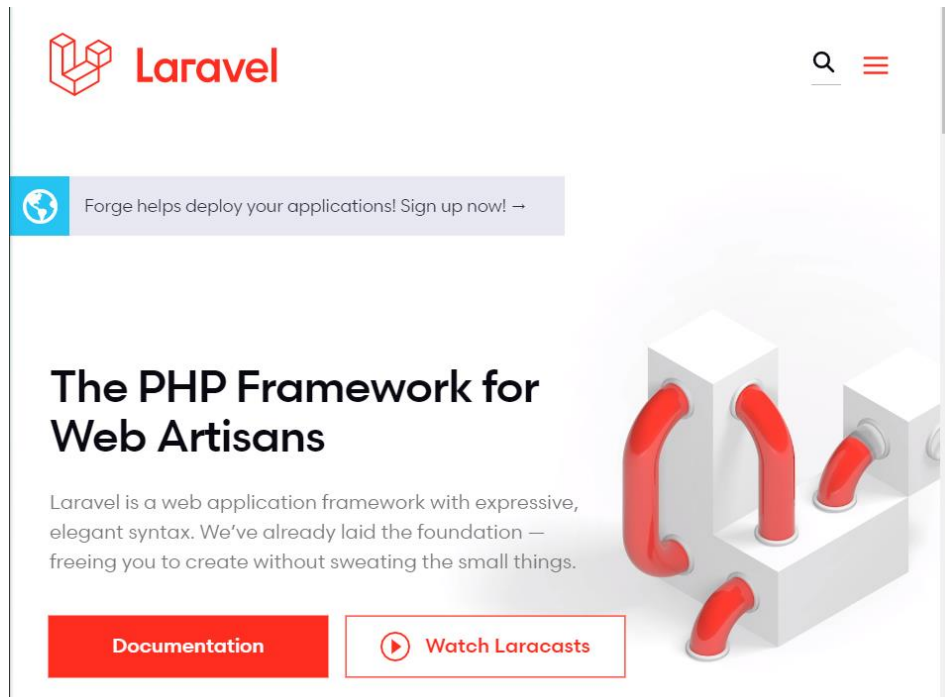 Laravel
Forge helps deploy your applications! Sign up now! →
The PHP Framework for
Web Artisans
Laravel is a web application framework with expressive,
elegant syntax. We’ve already laid the foundation —
freeing you to create without sweating the small things.
Documentation
Watch Laracasts